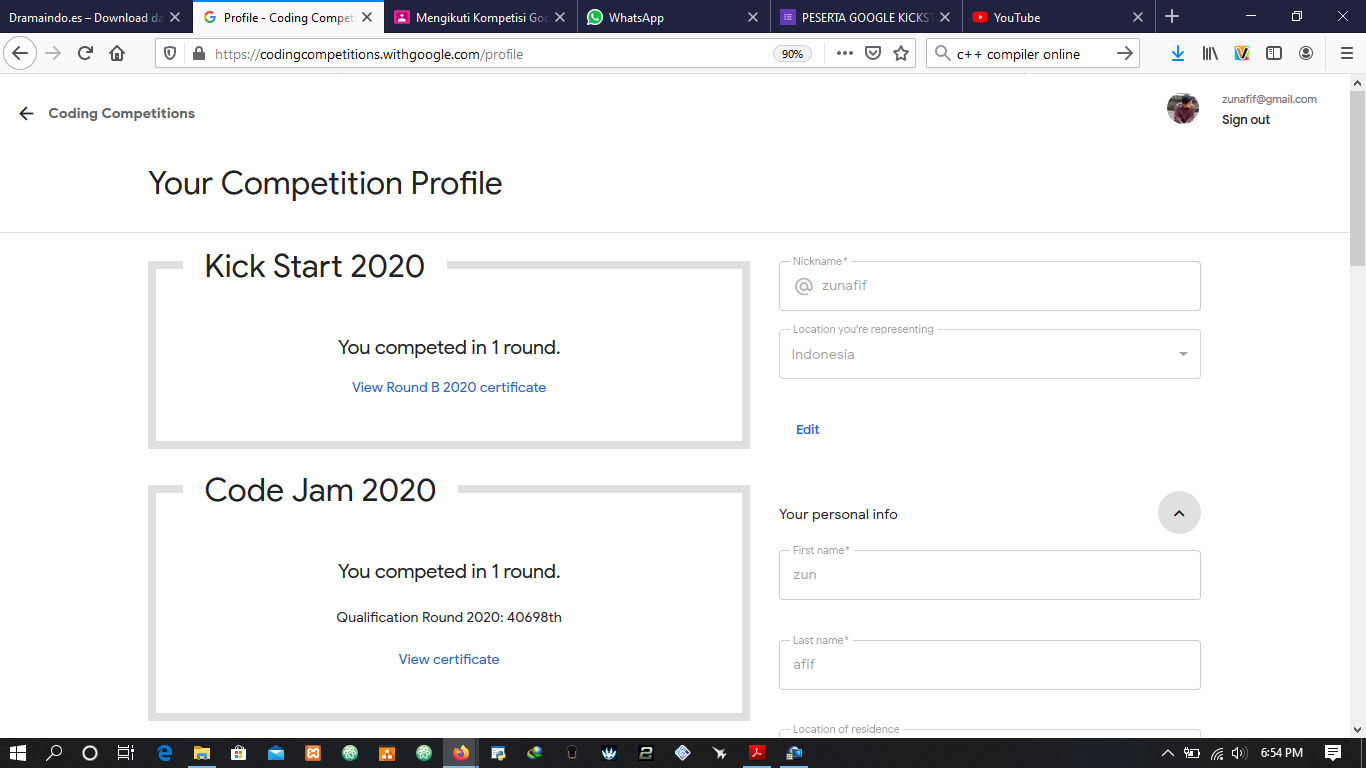 Dramaindo.es – Download da
Profile - Coding Competi
Mengikuti Kompetisi Goo
WhatsApp
PESERTA GOOGLE KICKST
YouTube
https://codingcompetitions.withgoogle.com/profile
90%
c++ compiler online
Coding Competitions
zunafif@gmail.com
Sign out
Your Competition Profile
Kick Start 2020
You competed in 1 round.
View Round B 2020 certificate
Nickname*
@ zunafif
Location you're representing
Indonesia
Edit
Code Jam 2020
You competed in 1 round.
Qualification Round 2020: 40698th
View certificate
Your personal info
First name*
zun
Last name*
afif
Location of residence
6:54 PM